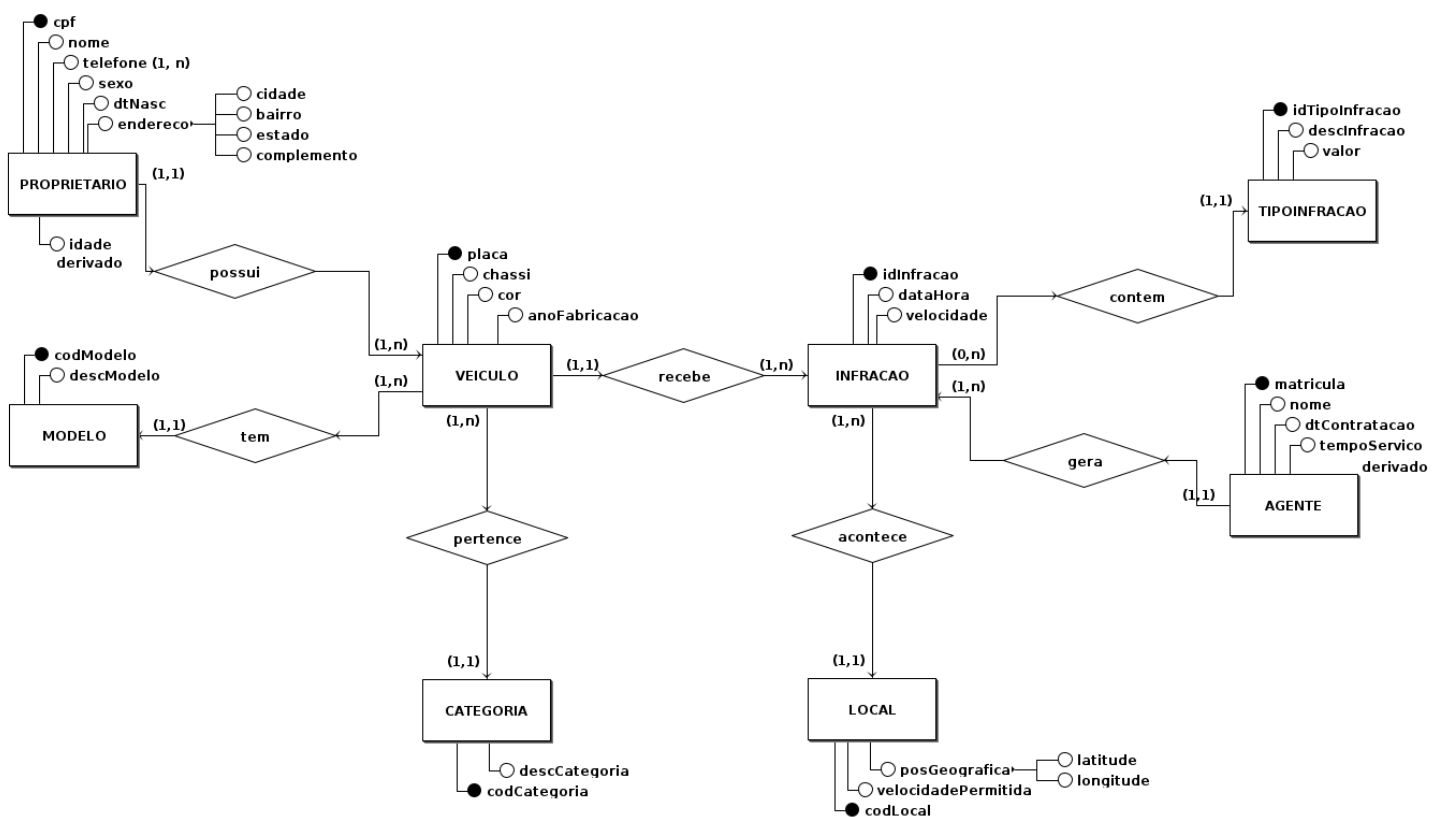 cpf
nome
telefone (1, n)
sexo
dtNasc
endereco
cidade
bairro
estado
complemento
PROPRIETARIO
(1,1)
idade
derivado
possui
idTipoInfracao
descInfracao
valor
(1,1)
TIPOINFRACAO
contem
placa
chassi
cor
anoFabricacao
(1,n)
VEICULO
(1,n)
(1,n)
(1,1)
recebe
(1,n)
idInfracao
dataHora
velocidade
INFRACAO
(0,n)
(1,n)
(1,n)
codModelo
descModelo
MODELO
(1,1)
tem
matricula
nome
dtContratacao
tempoServico
derivado
gera
(1,1)
AGENTE
pertence
acontece
(1,1)
CATEGORIA
descCategoria
codCategoria
(1,1)
LOCAL
posGeografica
latitude
longitude
velocidadePermitida
codLocal